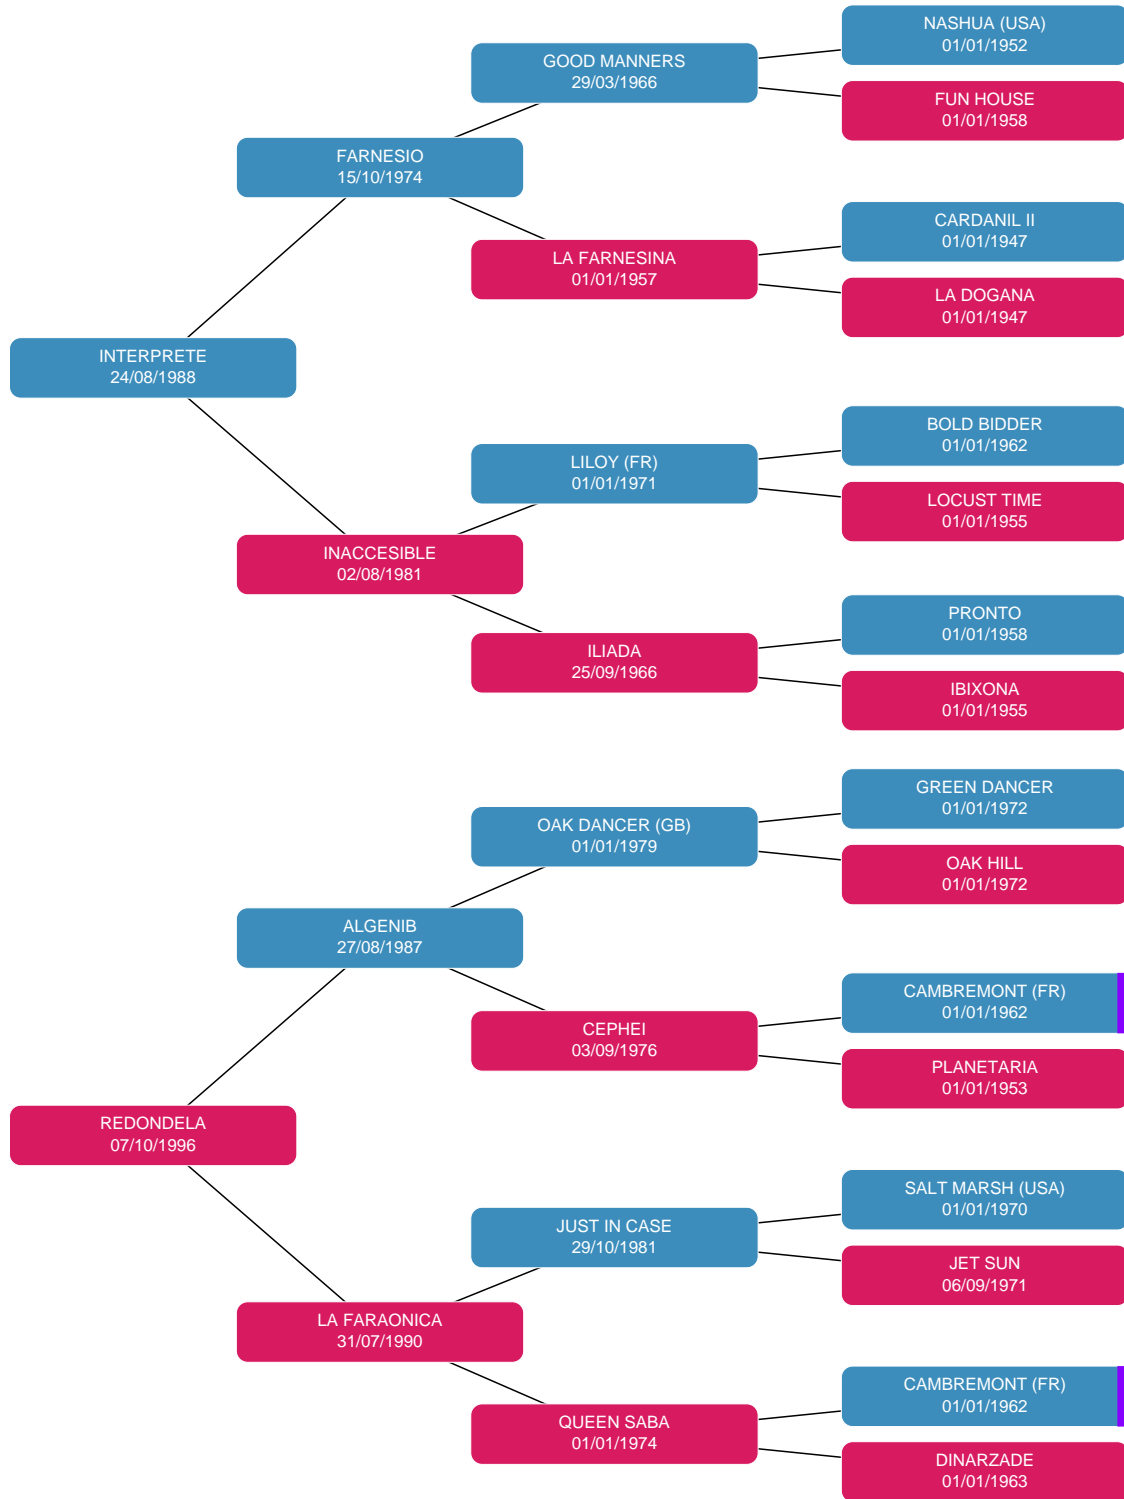 NASHUA (USA)
01/01/1952
GOOD MANNERS
29/03/1966
FUN HOUSE
01/01/1958
FARNESIO
15/10/1974
CARDANIL II
01/01/1947
LA FARNESINA
01/01/1957
LA DOGANA
01/01/1947
INTERPRETE
24/08/1988
BOLD BIDDER
01/01/1962
LILOY (FR)
01/01/1971
LOCUST TIME
01/01/1955
INACCESIBLE
02/08/1981
PRONTO
01/01/1958
ILIADA
25/09/1966
IBIXONA
01/01/1955
GREEN DANCER
01/01/1972
OAK DANCER (GB)
01/01/1979
OAK HILL
01/01/1972
ALGENIB
27/08/1987
CAMBREMONT (FR)
01/01/1962
CEPHEI
03/09/1976
PLANETARIA
01/01/1953
REDONDELA
07/10/1996
SALT MARSH (USA)
01/01/1970
JUST IN CASE
29/10/1981
JET SUN
06/09/1971
LA FARAONICA
31/07/1990
CAMBREMONT (FR)
01/01/1962
QUEEN SABA
01/01/1974
DINARZADE
01/01/1963